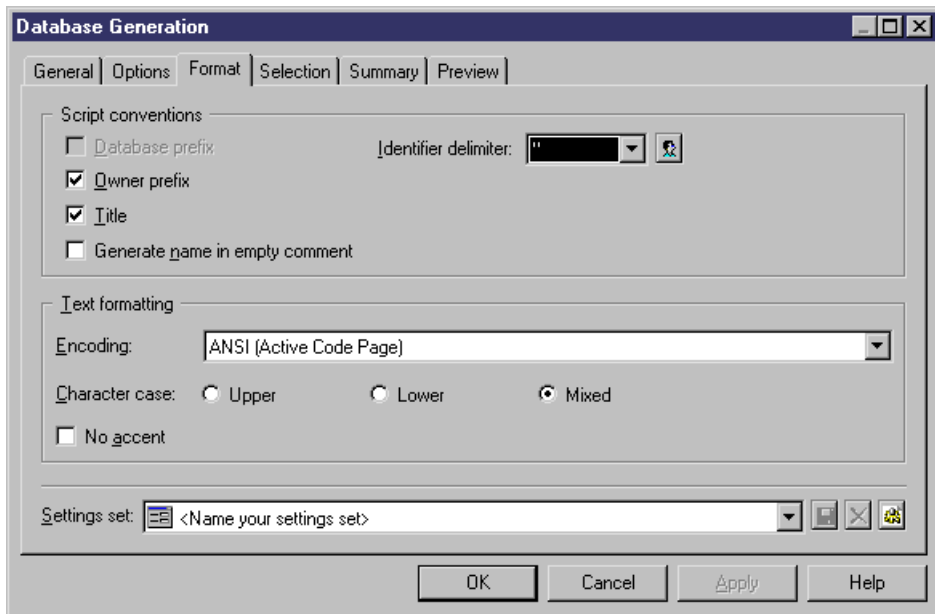 Database Generation
General Options Format Selection Summary Preview
Script conventions
Database prefix Identifier delimiter: "
Owner prefix
Title
Generate name in empty comment
Text formatting
Encoding: ANSI (Active Code Page)
Character case: Upper Lower Mixed
No accent
Settings set: <Name your settings set>
OK Cancel Apply Help